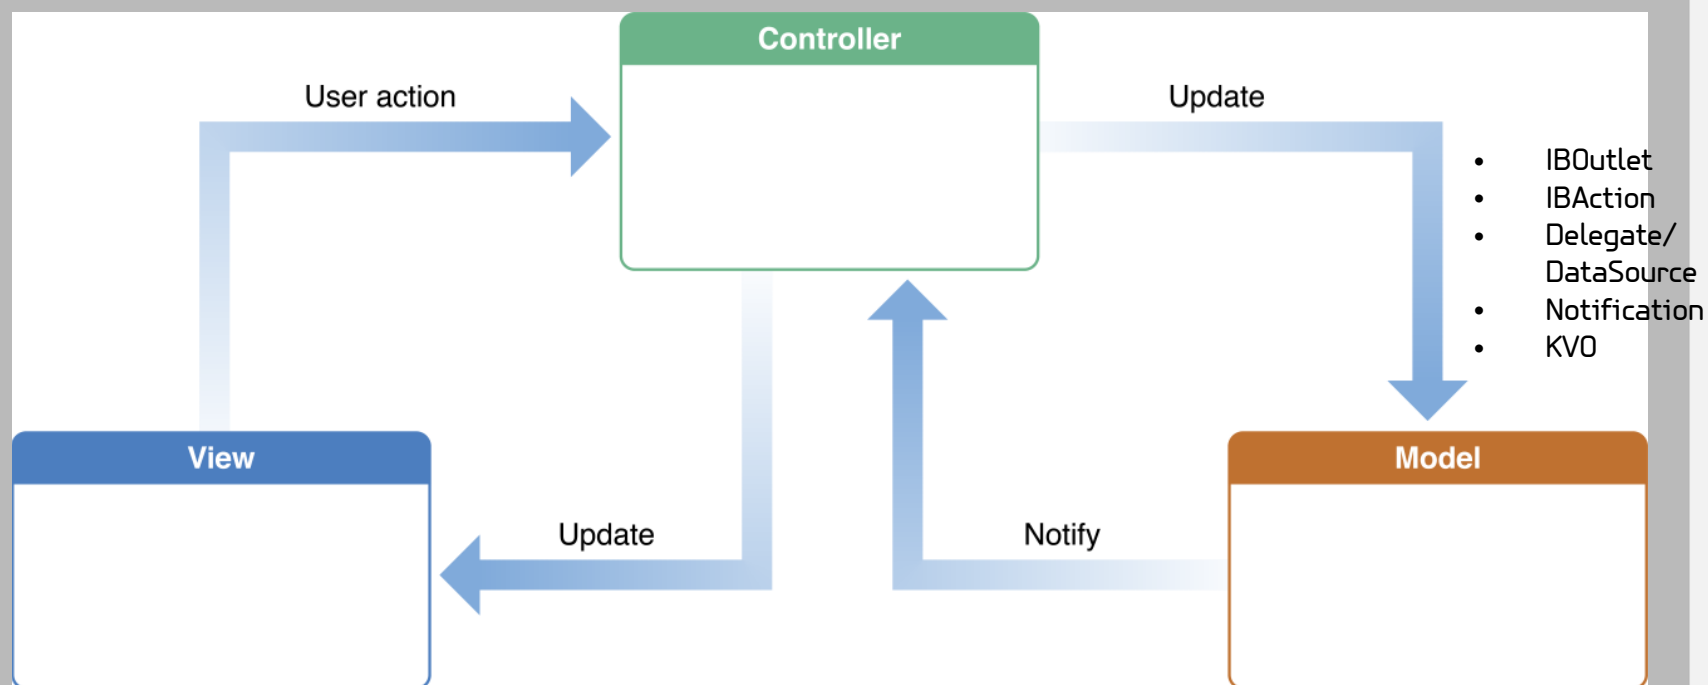 Controller
User action
Update
• IBOutlet
• IBAction
• Delegate/
DataSource
• Notification
• KVO
View
Model
Update
Notify